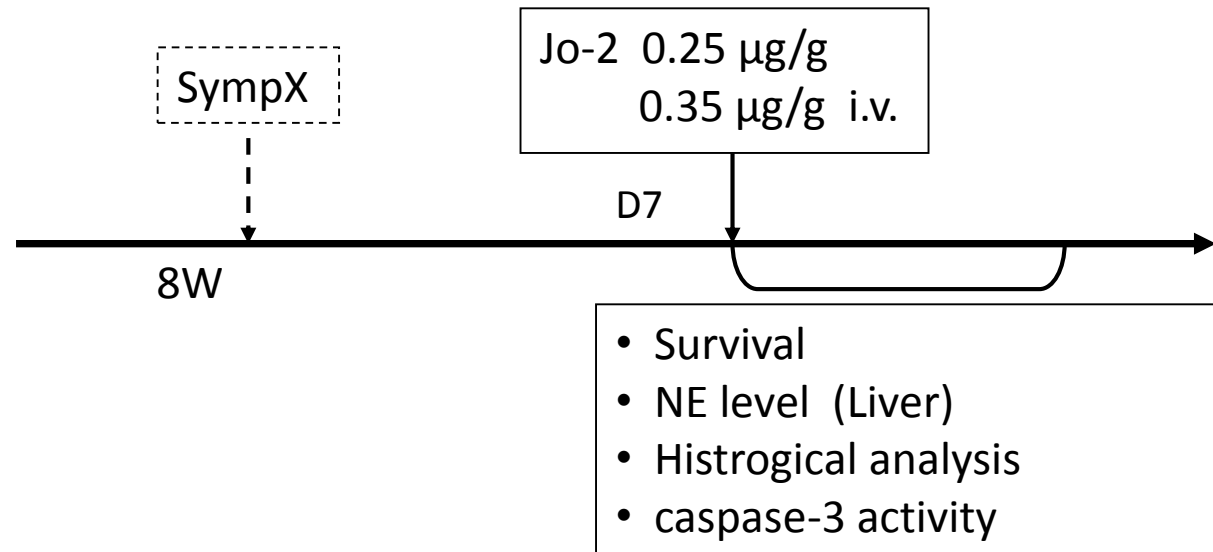 SympX
Jo-2 0.25 μg/g
0.35 μg/g i.v.
D7
8W
• Survival
• NE level (Liver)
• Histrogical analysis
• caspase-3 activity